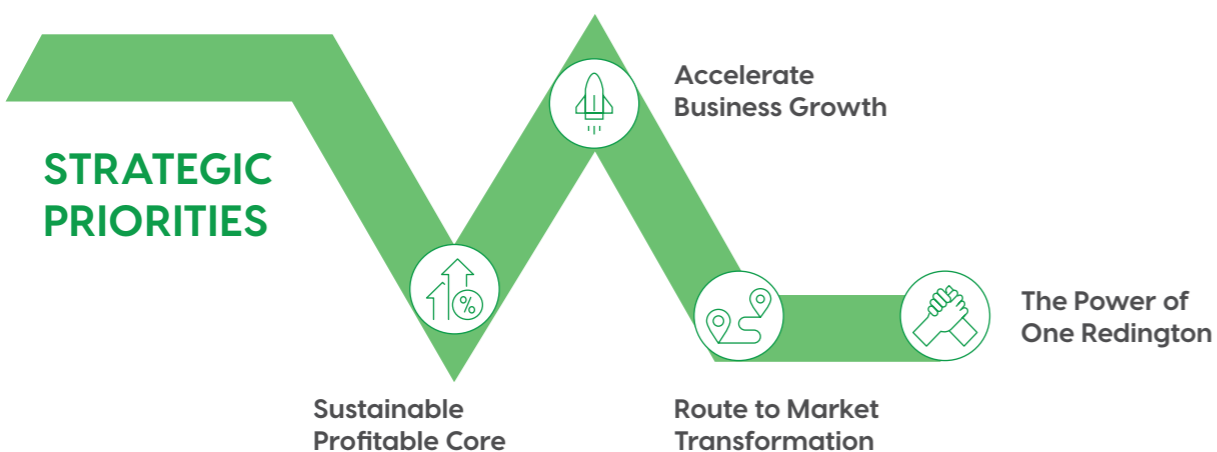 STRATEGIC
PRIORITIES
Sustainable
Profitable Core
%
Accelerate
Business Growth
Route to Market
Transformation
The Power of
One Redington